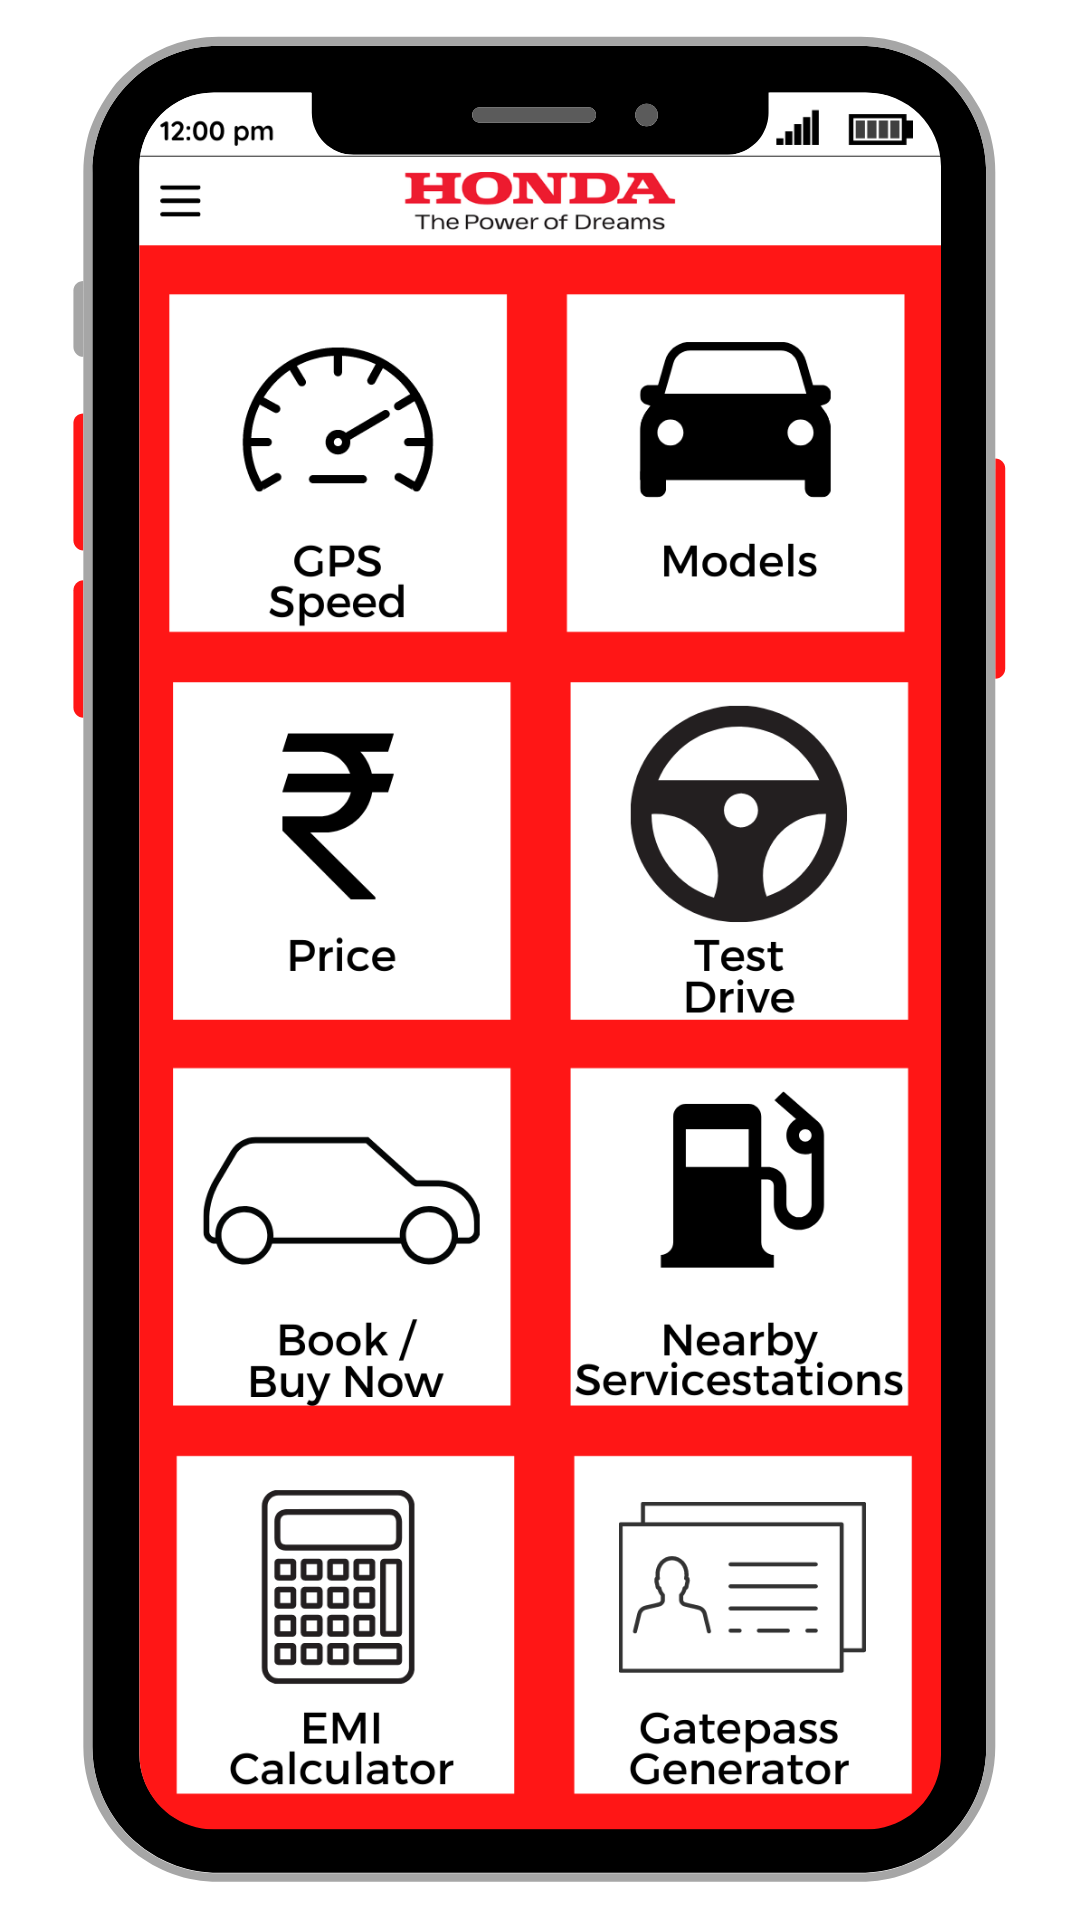 12:00 pm
HONDA
The Power of Dreams
GPS
Speed
Models
₹
Price
Test
Drive
Book /
Buy Now
Nearby
Servicestations
EMI
Calculator
Gatepass
Generator